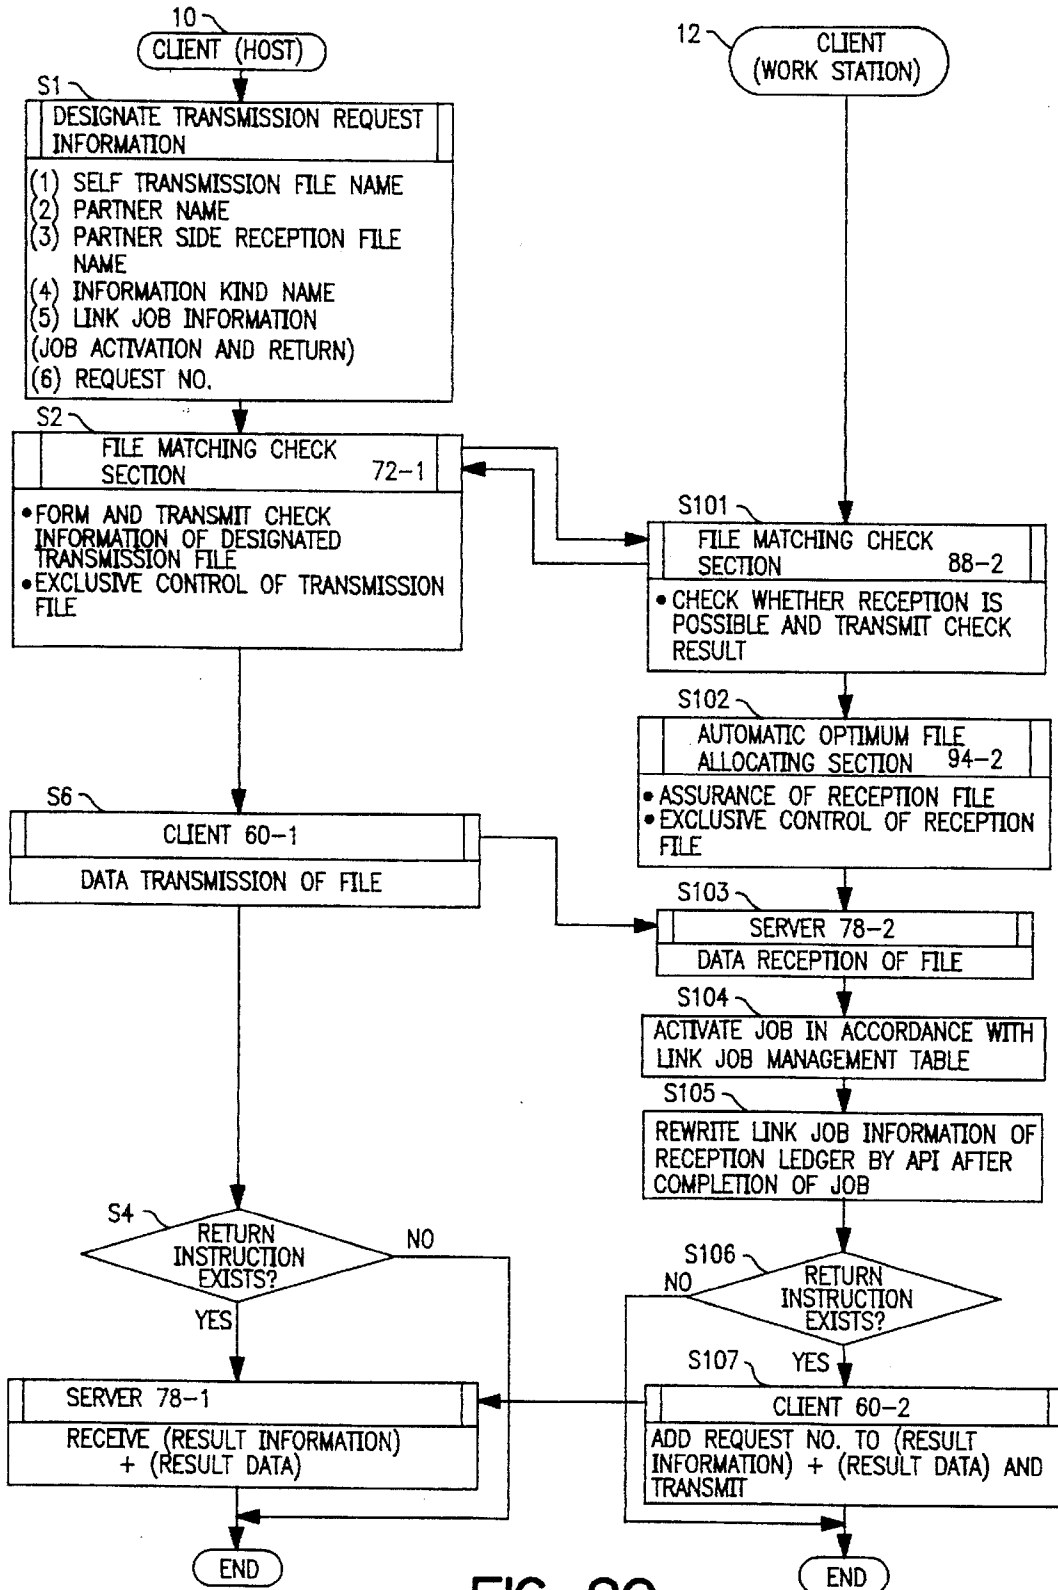 10
CLIENT (HOST)
S1
DESIGNATE TRANSMISSION REQUEST
INFORMATION
(1) SELF TRANSMISSION FILE NAME
(2) PARTNER NAME
(3) PARTNER SIDE RECEPTION FILE
NAME
(4) INFORMATION KIND NAME
(5) LINK JOB INFORMATION
(JOB ACTIVATION AND RETURN)
(6) REQUEST NO.
S2
FILE MATCHING CHECK
SECTION 72-1
• FORM AND TRANSMIT CHECK
INFORMATION OF DESIGNATED
TRANSMISSION FILE
• EXCLUSIVE CONTROL OF TRANSMISSION
FILE
S6
CLIENT 60-1
DATA TRANSMISSION OF FILE
S4
RETURN
INSTRUCTION
EXISTS?
NO
YES
SERVER 78-1
RECEIVE (RESULT INFORMATION)
+ (RESULT DATA)
END
12
CLIENT
(WORK STATION)
S101
FILE MATCHING CHECK
SECTION 88-2
• CHECK WHETHER RECEPTION IS
POSSIBLE AND TRANSMIT CHECK
RESULT
S102
AUTOMATIC OPTIMUM FILE
ALLOCATING SECTION 94-2
• ASSURANCE OF RECEPTION FILE
• EXCLUSIVE CONTROL OF RECEPTION
FILE
S103
SERVER 78-2
DATA RECEPTION OF FILE
S104
ACTIVATE JOB IN ACCORDANCE WITH
LINK JOB MANAGEMENT TABLE
S105
REWRITE LINK JOB INFORMATION OF
RECEPTION LEDGER BY API AFTER
COMPLETION OF JOB
S106
RETURN
INSTRUCTION
EXISTS?
NO
YES
S107
CLIENT 60-2
ADD REQUEST NO. TO (RESULT
INFORMATION) + (RESULT DATA) AND
TRANSMIT
END